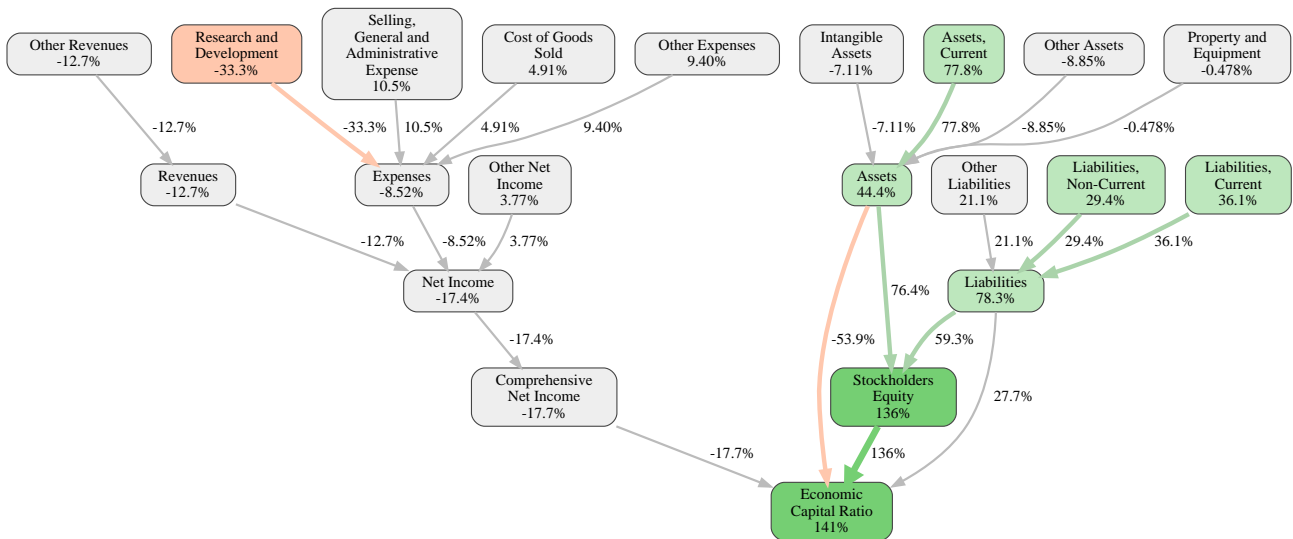 Other Revenues
-12.7%
Research and
Development
-33.3%
Selling,
General and
Administrative
Expense
10.5%
Cost of Goods
Sold
4.91%
Other Expenses
9.40%
Intangible
Assets
-7.11%
Assets,
Current
77.8%
Other Assets
-8.85%
Property and
Equipment
-0.478%
-12.7%
-33.3%
10.5%
4.91%
9.40%
-7.11%
77.8%
-8.85%
-0.478%
Revenues
-12.7%
Expenses
-8.52%
Other Net
Income
3.77%
Assets
44.4%
Other
Liabilities
21.1%
Liabilities,
Non-Current
29.4%
Liabilities,
Current
36.1%
-12.7%
-8.52%
3.77%
21.1%
29.4%
36.1%
Net Income
-17.4%
76.4%
Liabilities
78.3%
-17.4%
-53.9%
59.3%
Comprehensive
Net Income
-17.7%
Stockholders
Equity
136%
27.7%
-17.7%
136%
Economic
Capital Ratio
141%